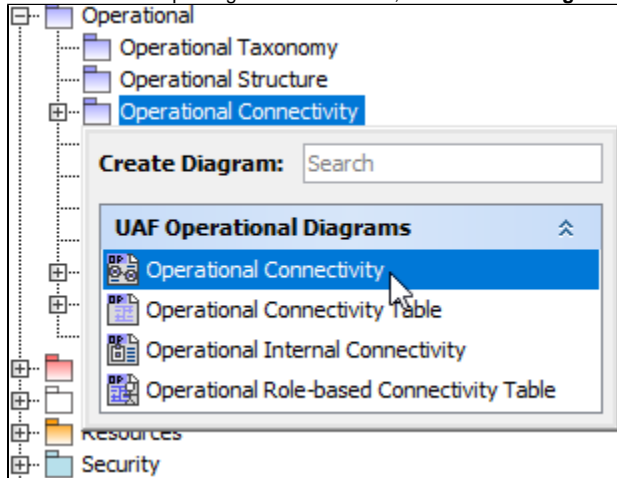 Operational
Operational Taxonomy
Operational Structure
Operational Connectivity
Create Diagram: Search
UAF Operational Diagrams
Operational Connectivity
Operational Connectivity Table
Operational Internal Connectivity
Operational Role-based Connectivity Table
Resources
Security